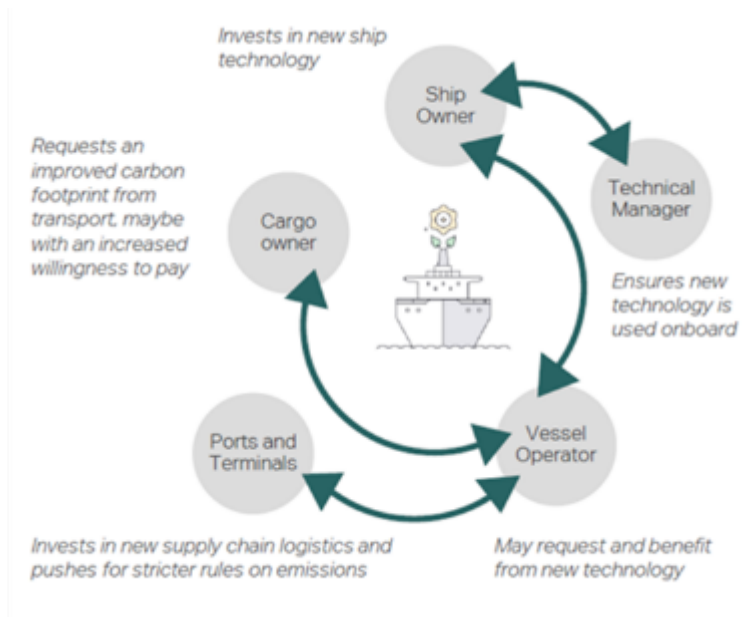 Invests in new ship
technology
Ship
Owner
Technical
Manager
Requests an
improved carbon
footprint from
transport, maybe
with an increased
willingness to pay
Cargo
owner
Ensures new
technology is
used onboard
Ports and
Terminals
Vessel
Operator
Invests in new supply chain logistics and
pushes for stricter rules on emissions
May request and benefit
from new technology